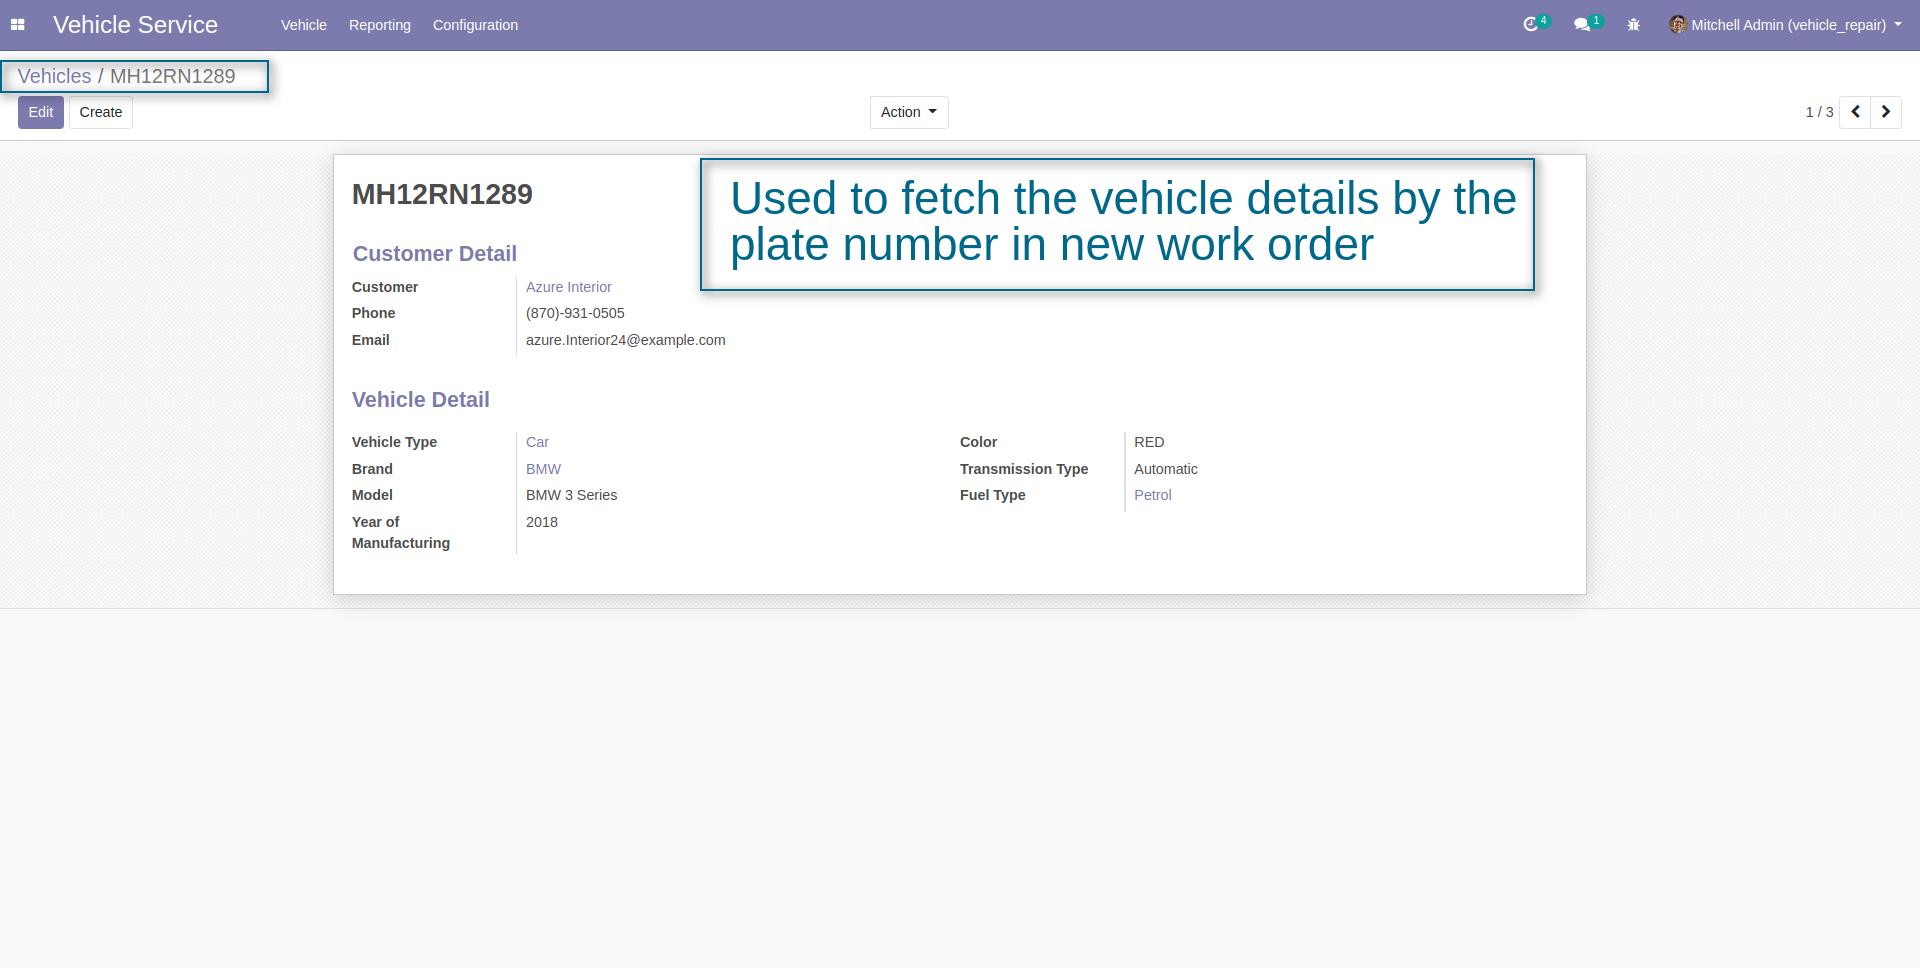 Vehicle Service
Vehicle Reporting Configuration
4 1 Mitchell Admin (vehicle_repair)
Vehicles / MH12RN1289
Edit Create Action 1 / 3
MH12RN1289
Used to fetch the vehicle details by the
plate number in new work order
Customer Detail
Customer Azure Interior
Phone (870)-931-0505
Email azure.Interior24@example.com
Vehicle Detail
Vehicle Type Car Color RED
Brand BMW Transmission Type Automatic
Model BMW 3 Series Fuel Type Petrol
Year of 2018
Manufacturing